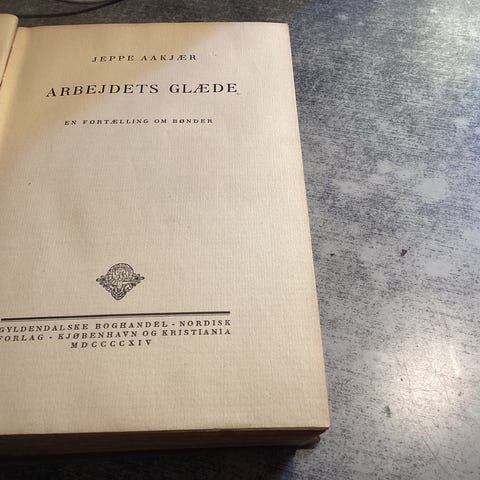 JEPPE AAKJÆR
ARBEJDETS GLÆDE
EN FORTÆLLING OM BØNDER
GYLDENDALSKE BOGHANDEL - NORDISK
FORLAG - KJØBENHAVN OG KRISTIANIA
MDCCCCXIV